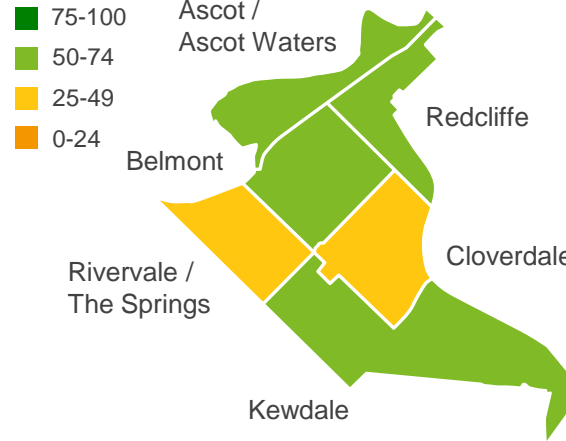 75-100
50-74
25-49
0-24
Ascot /
Ascot Waters
Redcliffe
Belmont
Cloverdale
Rivervale /
The Springs
Kewdale